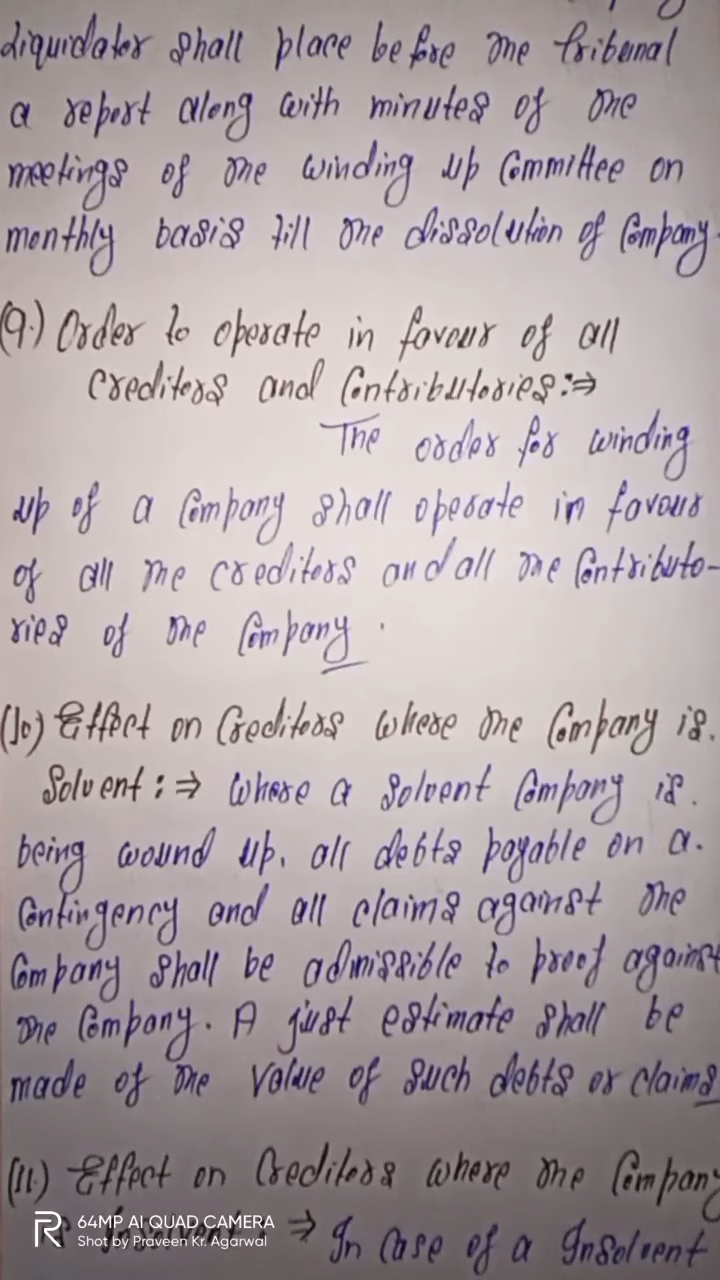 Liquidator shall place before the tribunal
a report along with minutes of the
meetings of the winding up Committee on
monthly basis till the dissolution of Company.
(9.) Order to operate in favour of all
Creditors and Contributories :⇒
The order for winding
up of a Company shall operate in favour
of all the creditors and all the Contributo-
ries of the Company.
(10) Effect on Creditors where the Company is.
Solvent :⇒ Where a Solvent Company is.
being wound up, all debts payable on a.
Contingency and all claims against the
Company shall be admissible to proof against
the Company. A just estimate shall be
made of the Value of such debts or claims
(11.) Effect on Creditors where the Company
is Insolvent ⇒ In Case of a Insolvent
64MP AI QUAD CAMERA
Shot by Praveen Kr. Agarwal